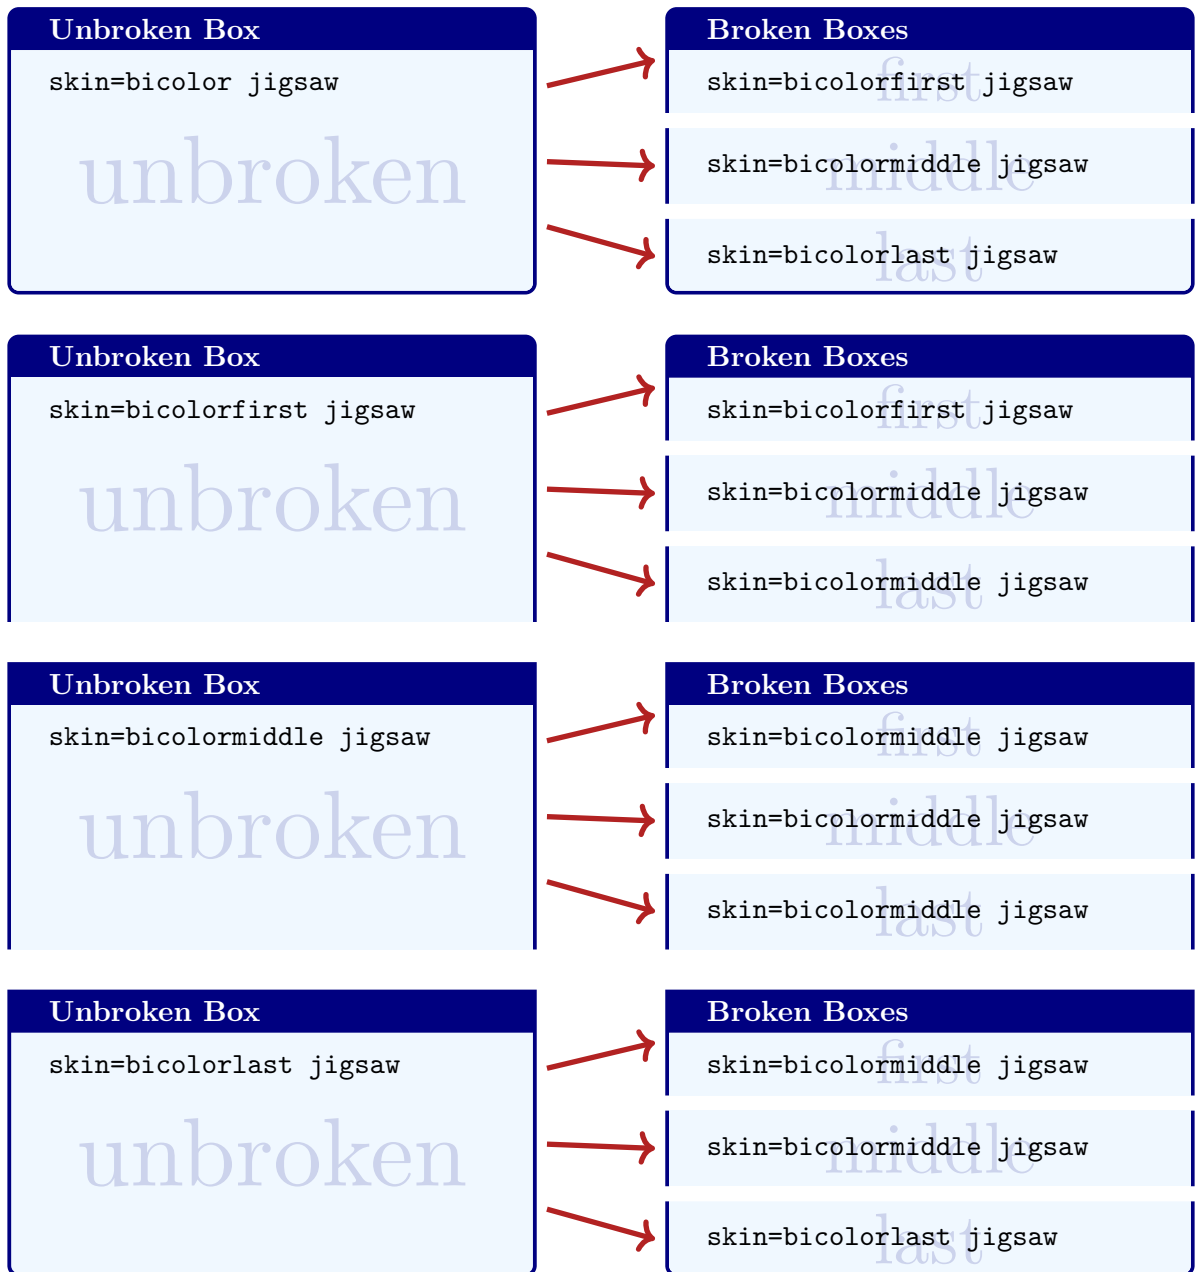 Unbroken Box
skin=bicolor jigsaw
unbroken
Broken Boxes
first
skin=bicolorfirst jigsaw
middle
skin=bicolormiddle jigsaw
last
skin=bicolorlast jigsaw
Unbroken Box
skin=bicolorfirst jigsaw
unbroken
Broken Boxes
first
skin=bicolorfirst jigsaw
middle
skin=bicolormiddle jigsaw
last
skin=bicolormiddle jigsaw
Unbroken Box
skin=bicolormiddle jigsaw
unbroken
Broken Boxes
first
skin=bicolormiddle jigsaw
middle
skin=bicolormiddle jigsaw
last
skin=bicolormiddle jigsaw
Unbroken Box
skin=bicolorlast jigsaw
unbroken
Broken Boxes
first
skin=bicolormiddle jigsaw
middle
skin=bicolormiddle jigsaw
last
skin=bicolorlast jigsaw